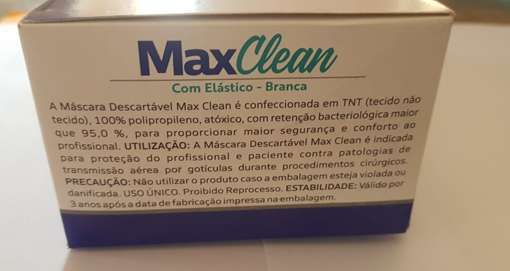 MaxClean
Com Elástico - Branca
A Máscara Descartável Max Clean é confeccionada em TNT (tecido não
tecido), 100% polipropileno, atóxico, com retenção bacteriológica maior
que 95,0 %, para proporcionar maior segurança e conforto ao
profissional. UTILIZAÇÃO: A Máscara Descartável Max Clean é indicada
para proteção do profissional e paciente contra patologias de
transmissão aérea por gotículas durante procedimentos cirúrgicos.
PRECAUÇÃO: Não utilizar o produto caso a embalagem esteja violada ou
danificada. USO ÚNICO. Proibido Reprocesso. ESTABILIDADE: Válido por
3 anos após a data de fabricação impressa na embalagem.